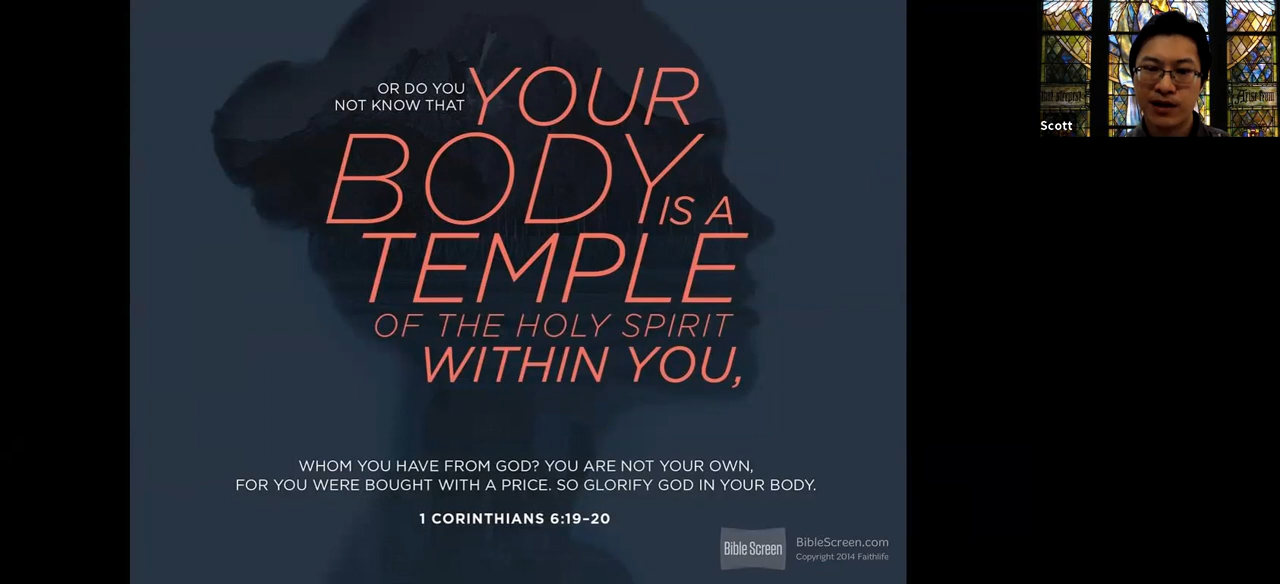 OR DO YOU
NOT KNOW THAT
YOUR
BODY
IS A
TEMPLE
OF THE HOLY SPIRIT
WITHIN YOU,
WHOM YOU HAVE FROM GOD? YOU ARE NOT YOUR OWN,
FOR YOU WERE BOUGHT WITH A PRICE. SO GLORIFY GOD IN YOUR BODY.
1 CORINTHIANS 6:19–20
Bible Screen
BibleScreen.com
Copyright 2014 Faithlife
Scott